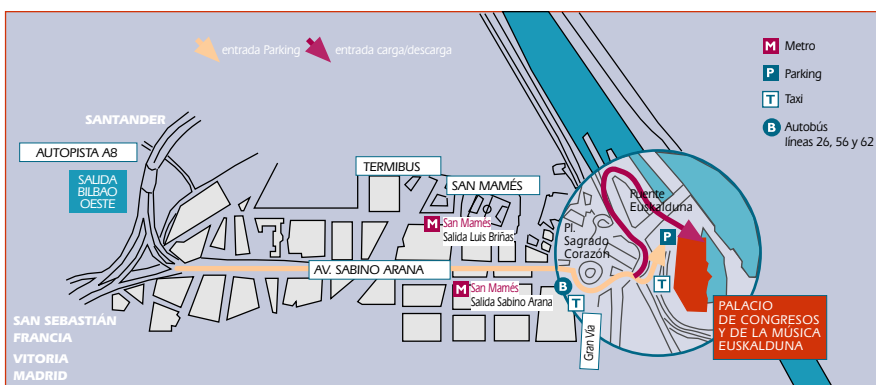 entrada Parking
entrada carga/descarga
M Metro
P Parking
T Taxi
B Autobús
líneas 26, 56 y 62
SANTANDER
AUTOPISTA A8
SALIDA
BILBAO
OESTE
TERMIBUS
SAN MAMÉS
M San Mamés
Salida Luis Briñas
Puente
Euskalduna
Pl.
Sagrado
Corazón
P
AV. SABINO ARANA
M San Mamés
Salida Sabino Arana
B
T
T
Gran Vía
PALACIO
DE CONGRESOS
Y DE LA MÚSICA
EUSKALDUNA
SAN SEBASTIÁN
FRANCIA
VITORIA
MADRID